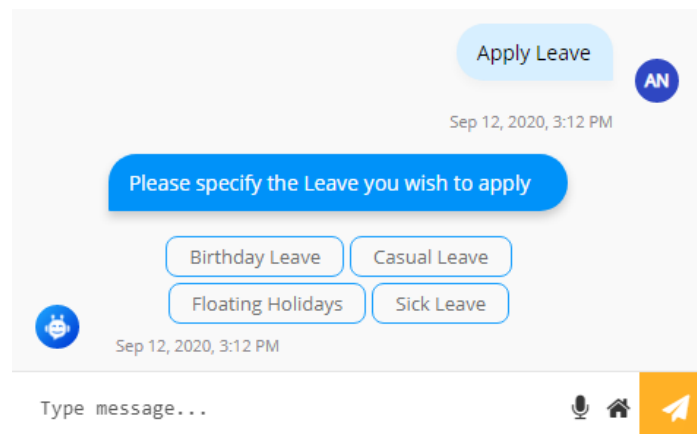 Apply Leave
AN
Sep 12, 2020, 3:12 PM
Please specify the Leave you wish to apply
Birthday Leave
Casual Leave
Floating Holidays
Sick Leave
Sep 12, 2020, 3:12 PM
Type message...